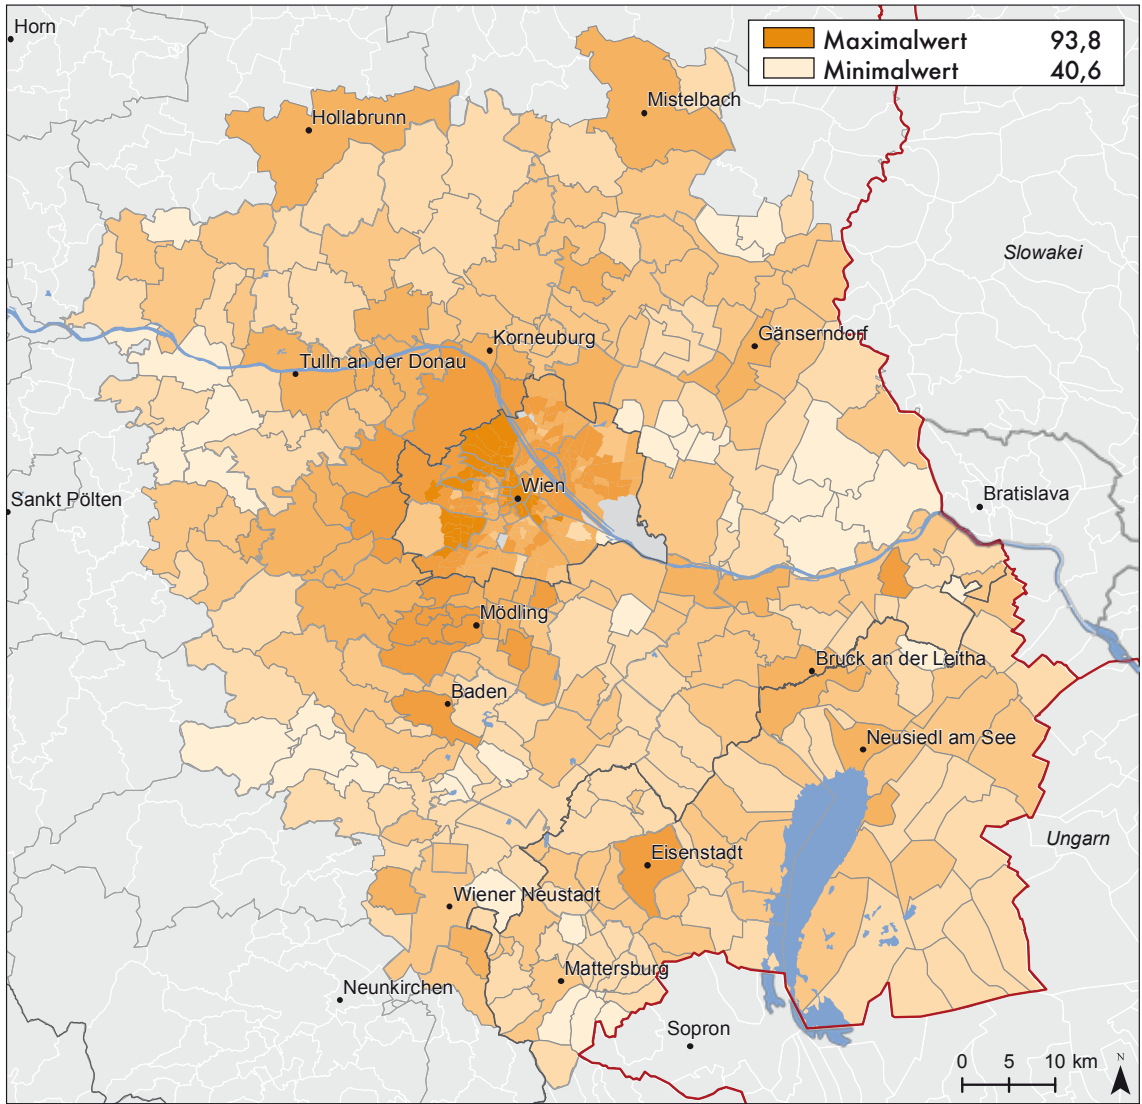 Horn
Maximalwert 93,8
Minimalwert 40,6
Mistelbach
Hollabrunn
Slowakei
Gänserndorf
Korneuburg
Tulln an der Donau
Wien
Bratislava
Sankt Pölten
Mödling
Bruck an der Leitha
Baden
Neusiedl am See
Ungarn
Eisenstadt
Wiener Neustadt
Mattersburg
Neunkirchen
Sopron
0 5 10 km
N